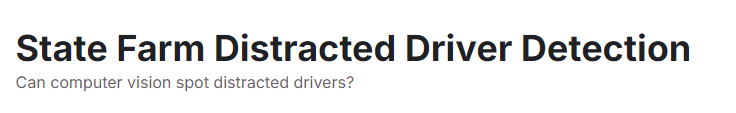 State Farm Distracted Driver Detection
Can computer vision spot distracted drivers?